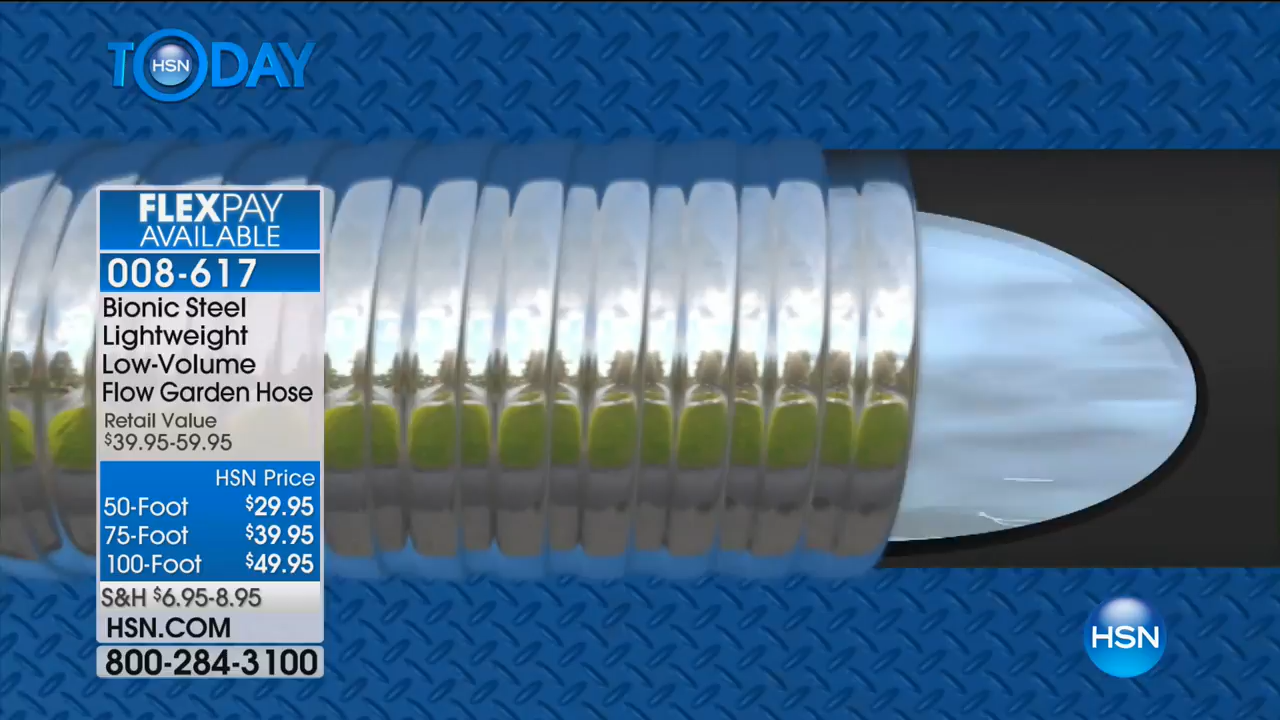 TODAY
HSN
FLEXPAY
AVAILABLE
008-617
Bionic Steel
Lightweight
Low-Volume
Flow Garden Hose
Retail Value
$39.95-59.95
HSN Price
50-Foot $29.95
75-Foot $39.95
100-Foot $49.95
S&H $6.95-8.95
HSN.COM
800-284-3100
HSN